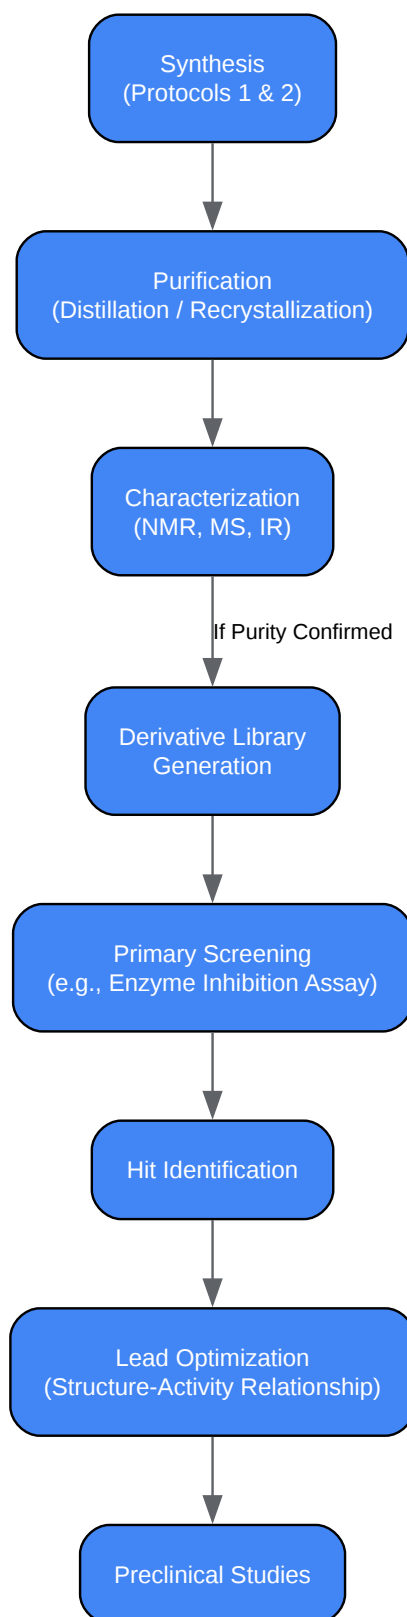 Synthesis
(Protocols 1 & 2)
Purification
(Distillation / Recrystallization)
Characterization
(NMR, MS, IR)
If Purity Confirmed
Derivative Library
Generation
Primary Screening
(e.g., Enzyme Inhibition Assay)
Hit Identification
Lead Optimization
(Structure-Activity Relationship)
Preclinical Studies